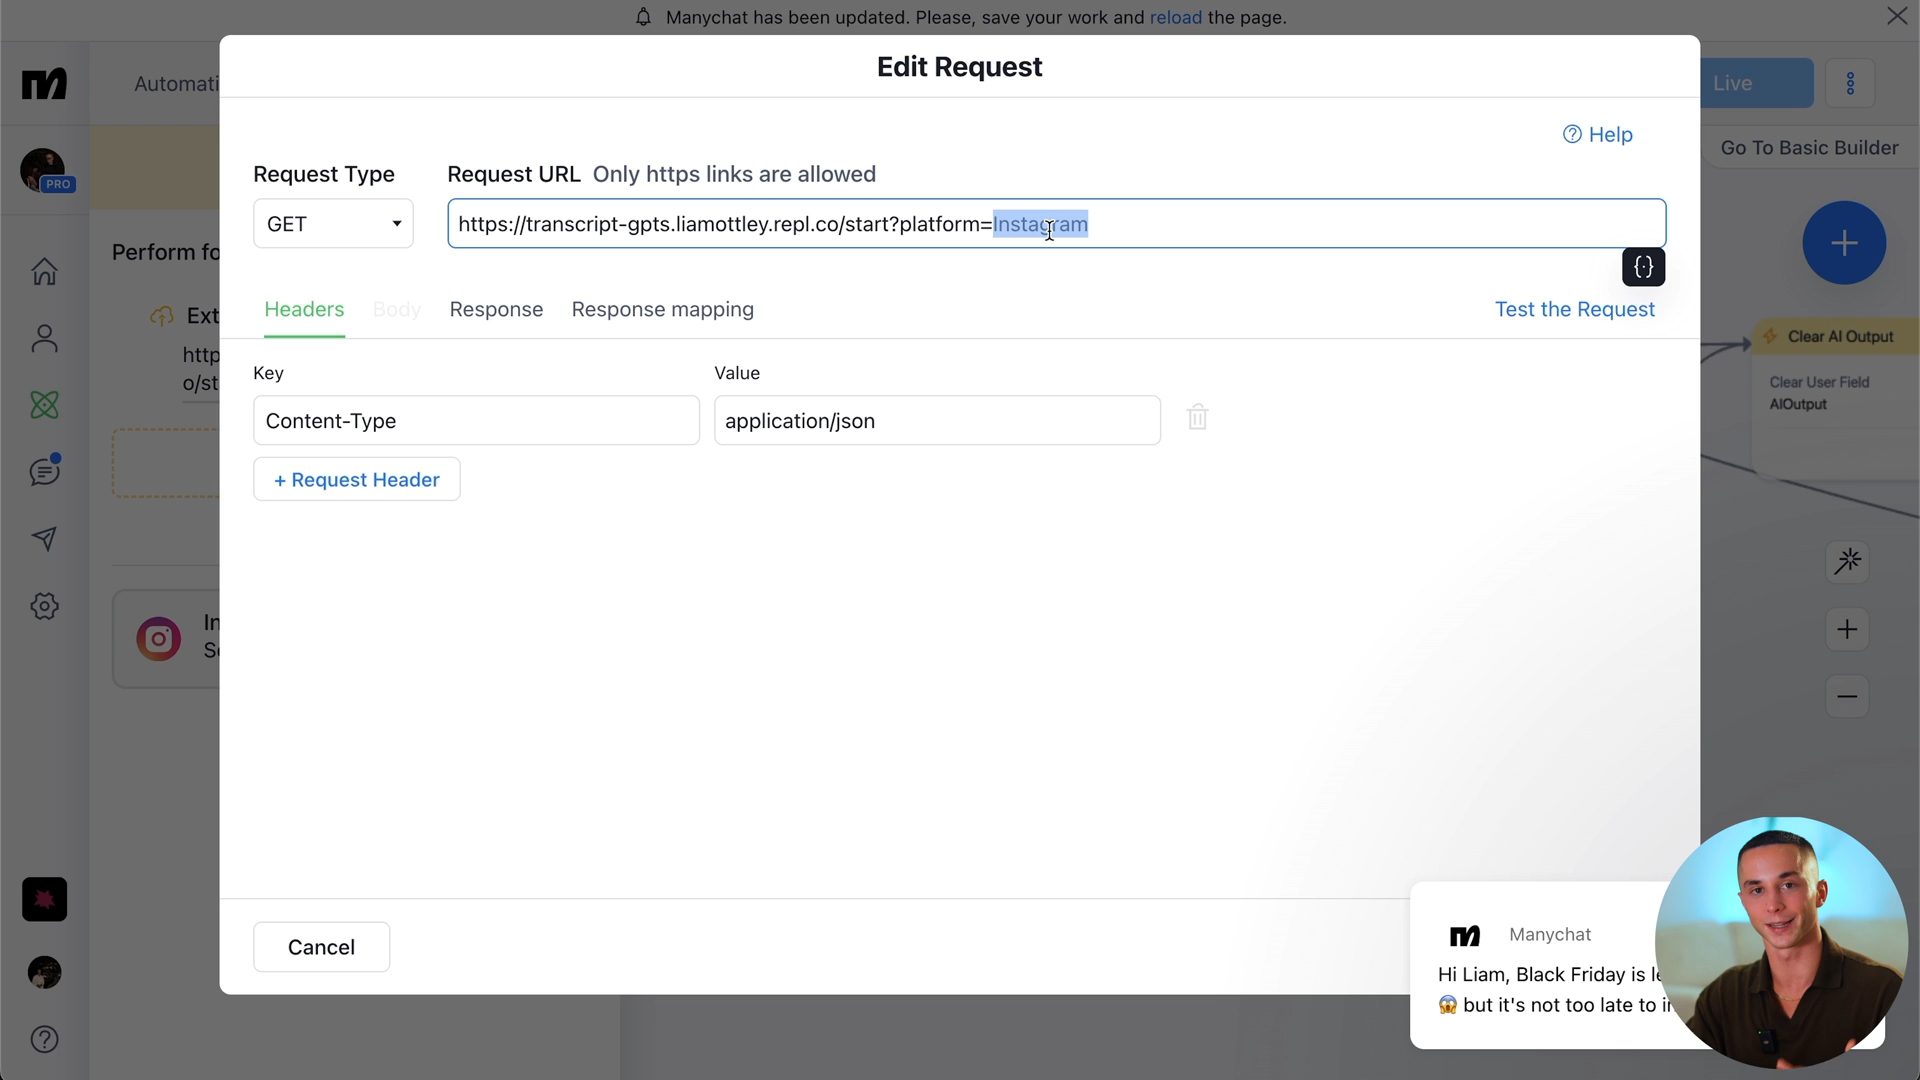 Manychat has been updated. Please, save your work and reload the page.
Edit Request
Automati
Live
PRO
Help
Go To Basic Builder
Request Type
Request URL Only https links are allowed
GET
https://transcript-gpts.liamottley.repl.co/start?platform=Instagram
{·}
Perform fo
Ext
http
o/st
Headers
Body
Response
Response mapping
Test the Request
Clear AI Output
Clear User Field
AIOutput
Key
Value
Content-Type
application/json
+ Request Header
In
Se
Cancel
Manychat
Hi Liam, Black Friday is le
😱 but it's not too late to in